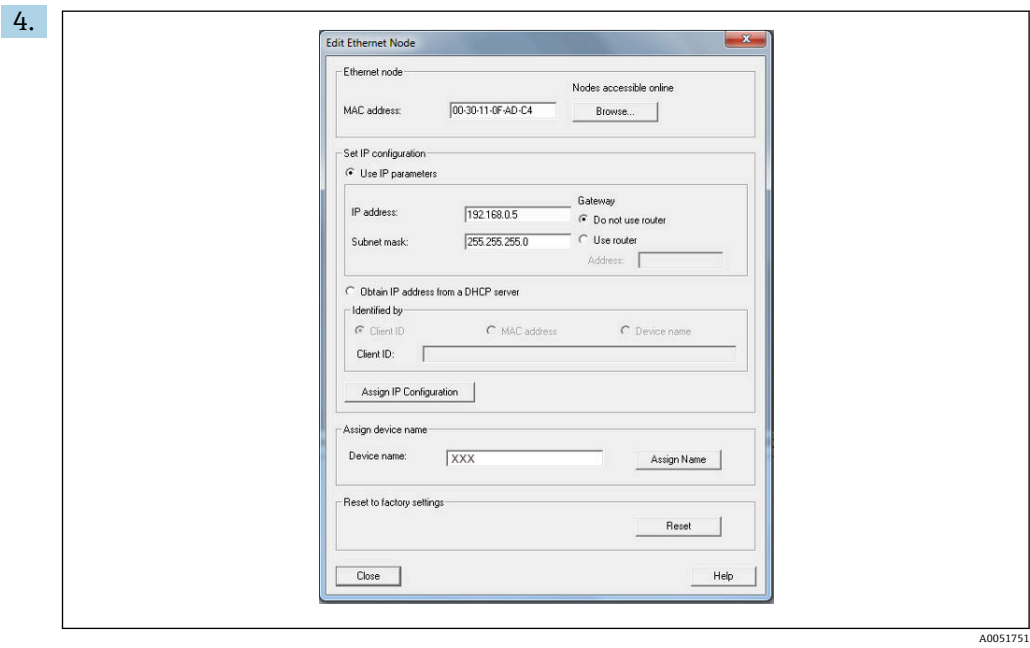 4.
Edit Ethernet Node
Ethernet node
Nodes accessible online
MAC address: 00-30-11-0F-AD-C4 Browse...
Set IP configuration
Use IP parameters
Gateway
IP address: 192.168.0.5 Do not use router
Subnet mask: 255.255.255.0 Use router
Address:
Obtain IP address from a DHCP server
Identified by
Client ID MAC address Device name
Client ID:
Assign IP Configuration
Assign device name
Device name: XXX Assign Name
Reset to factory settings
Reset
Close Help
A0051751